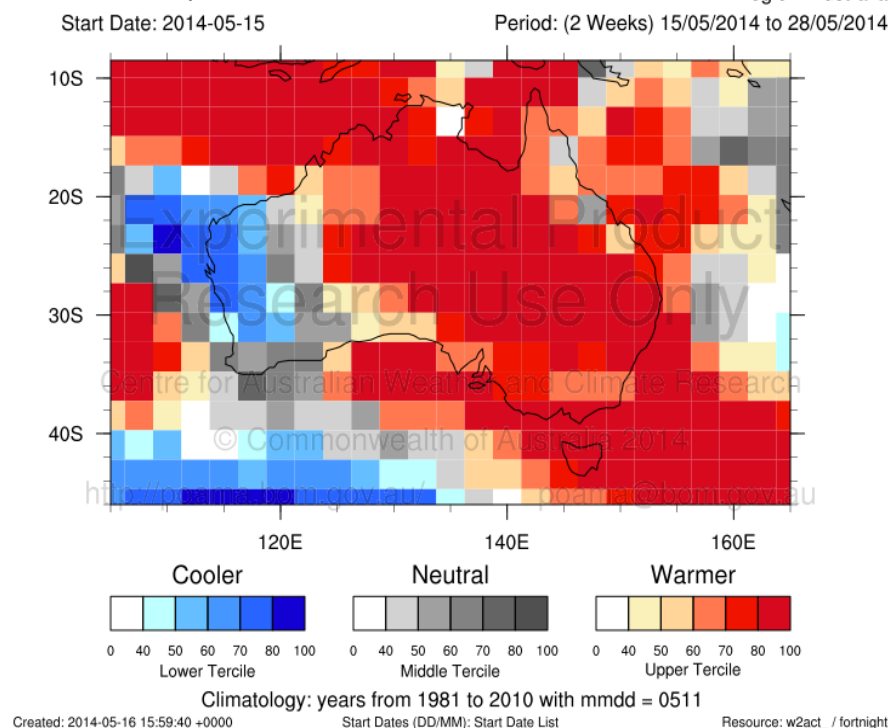 Start Date: 2014-05-15
Period: (2 Weeks) 15/05/2014 to 28/05/2014
10S
20S
30S
40S
Experimental Product
Research Use Only
Centre for Australian Weather and Climate Research
© Commonwealth of Australia 2014
http://poama.bom.gov.au/
poama@bom.gov.au
120E 140E 160E
Cooler Neutral Warmer
0 40 50 60 80 100 0 40 50 60 80 100 0 40 50 60 80 100
Lower Tercile Middle Tercile Upper Tercile
Climatology: years from 1981 to 2010 with mmdd = 0511
Created: 2014-05-16 15:59:40 +0000 Start Dates (DD/MM): Start Date List Resource: w2act_ / fortnight